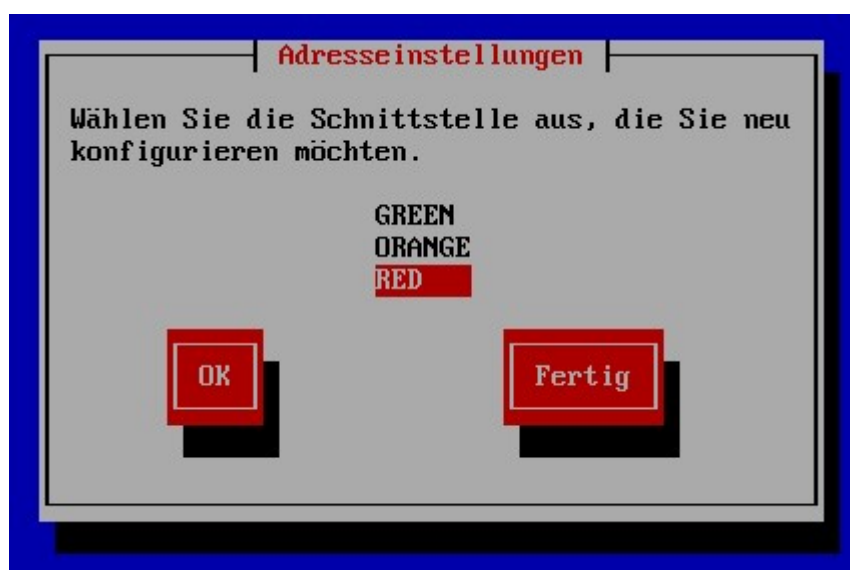 Adresseinstellungen
Wählen Sie die Schnittstelle aus, die Sie neu
konfigurieren möchten.
GREEN
ORANGE
RED
OK
Fertig